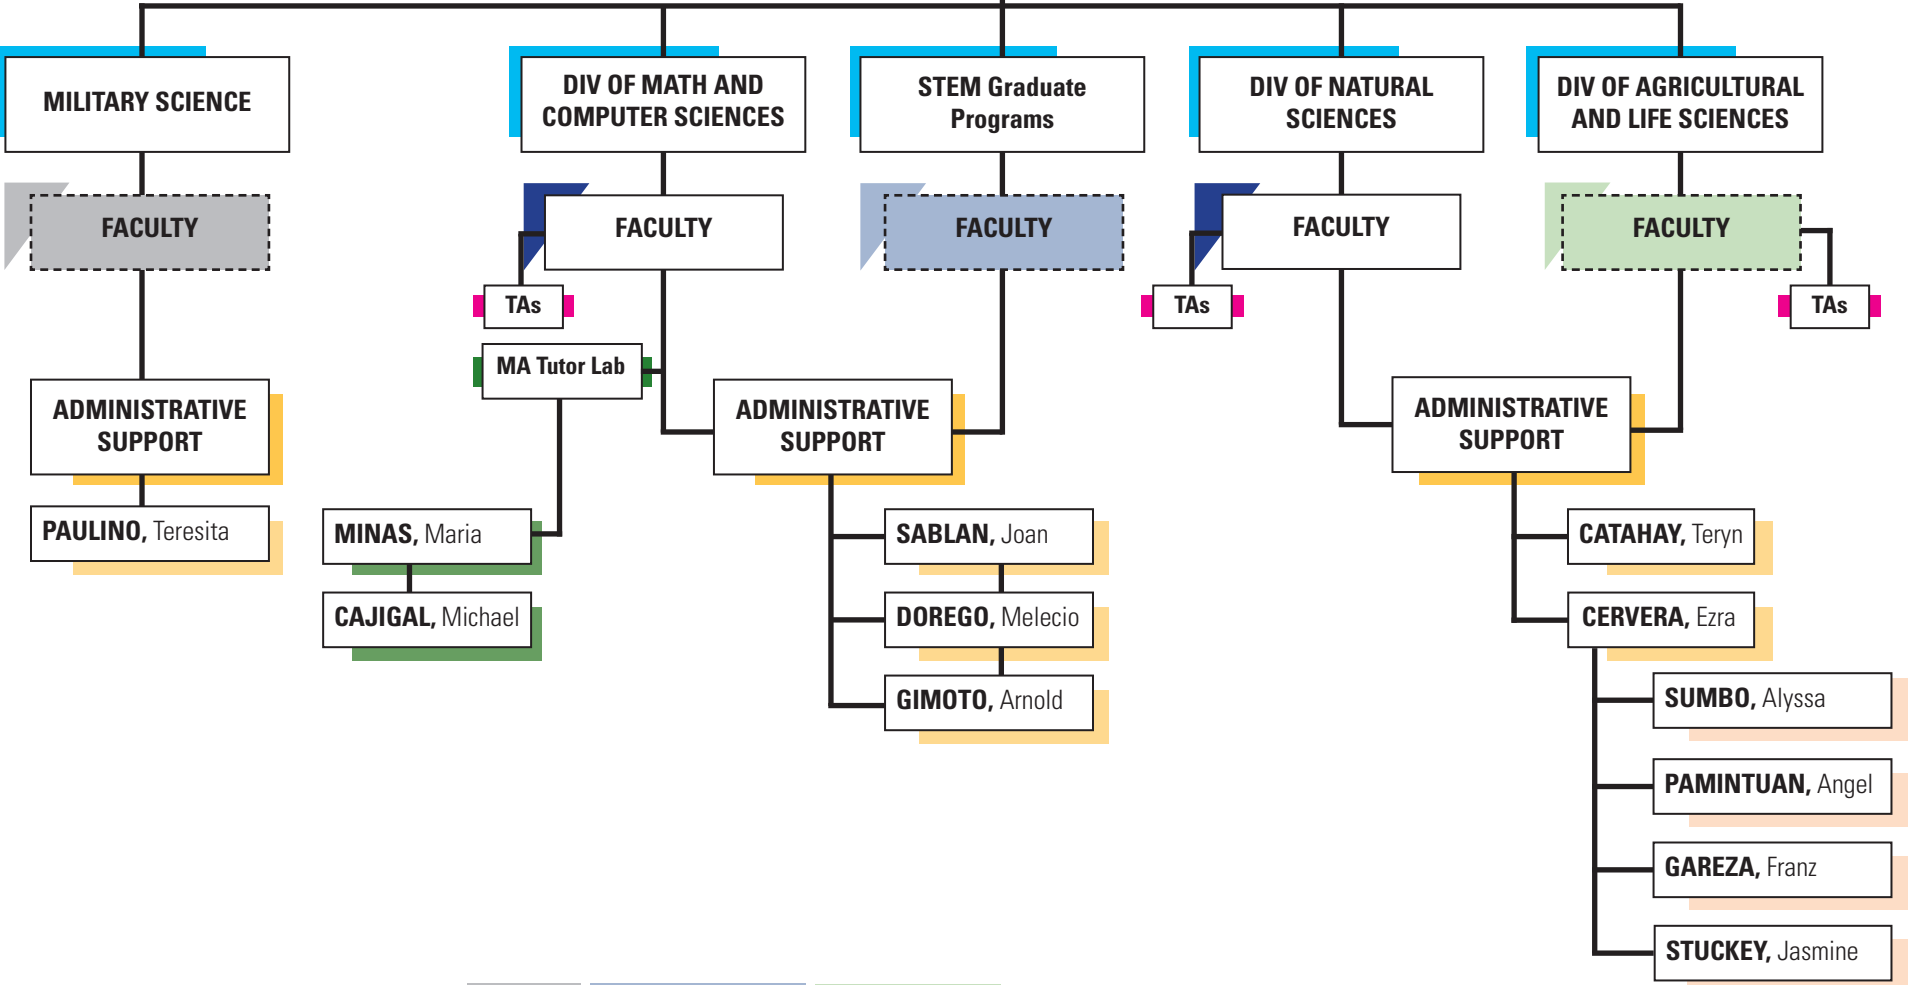 MILITARY SCIENCE
DIV OF MATH AND
COMPUTER SCIENCES
STEM Graduate
Programs
DIV OF NATURAL
SCIENCES
DIV OF AGRICULTURAL
AND LIFE SCIENCES
FACULTY
FACULTY
FACULTY
FACULTY
FACULTY
TAs
TAs
TAs
MA Tutor Lab
ADMINISTRATIVE
SUPPORT
ADMINISTRATIVE
SUPPORT
ADMINISTRATIVE
SUPPORT
PAULINO, Teresita
MINAS, Maria
CAJIGAL, Michael
SABLAN, Joan
DOREGO, Melecio
GIMOTO, Arnold
CATAHAY, Teryn
CERVERA, Ezra
SUMBO, Alyssa
PAMINTUAN, Angel
GAREZA, Franz
STUCKEY, Jasmine